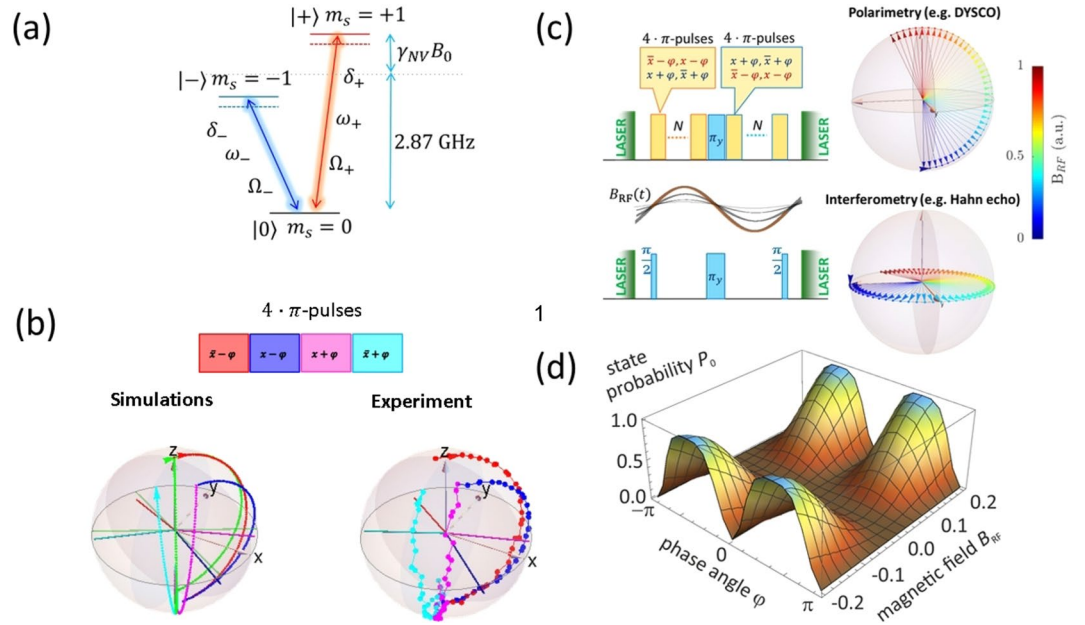 (a)
|+⟩ m_s = +1
γ_NV B_0
|−⟩ m_s = −1
δ_+
δ_−
ω_+
ω_−
2.87 GHz
Ω_+
Ω_−
|0⟩ m_s = 0
(b)
4 · π-pulses
x̄ − φ
x − φ
x + φ
x̄ + φ
Simulations
Experiment
z
y
x
z
y
x
(c)
4 · π-pulses
4 · π-pulses
x̄ − φ, x − φ
x + φ, x̄ + φ
x + φ, x̄ + φ
x̄ − φ, x − φ
LASER
N
π_y
N
LASER
B_RF(t)
LASER
π/2
π_y
π/2
LASER
Polarimetry (e.g. DYSCO)
1
0.5
0
B_RF (a.u.)
Interferometry (e.g. Hahn echo)
1
(d)
state
probability P_0
1.0
0.5
0.0
−π
0
π
phase angle φ
-0.2
-0.1
0.0
0.1
0.2
magnetic field B_RF